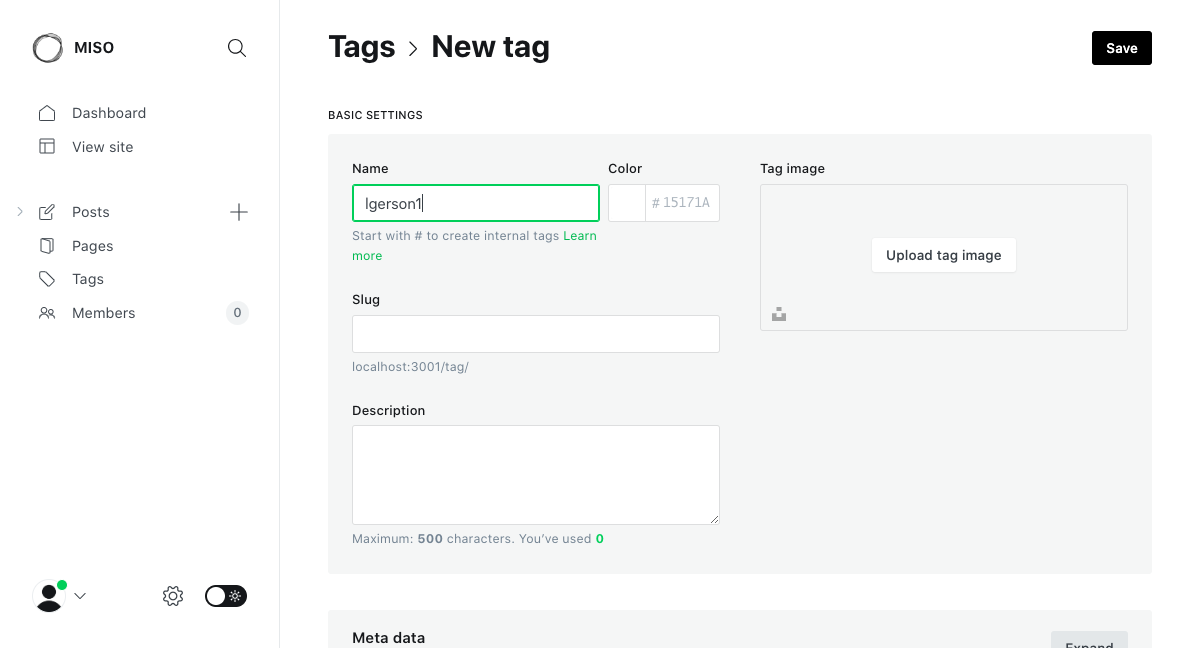 MISO
Dashboard
View site
Posts
Pages
Tags
Members
0
Tags > New tag
Save
BASIC SETTINGS
Name
lgerson1
Start with # to create internal tags Learn
more
Color
# 15171A
Slug
localhost:3001/tag/
Description
Maximum: 500 characters. You've used 0
Tag image
Upload tag image
Meta data
Expand